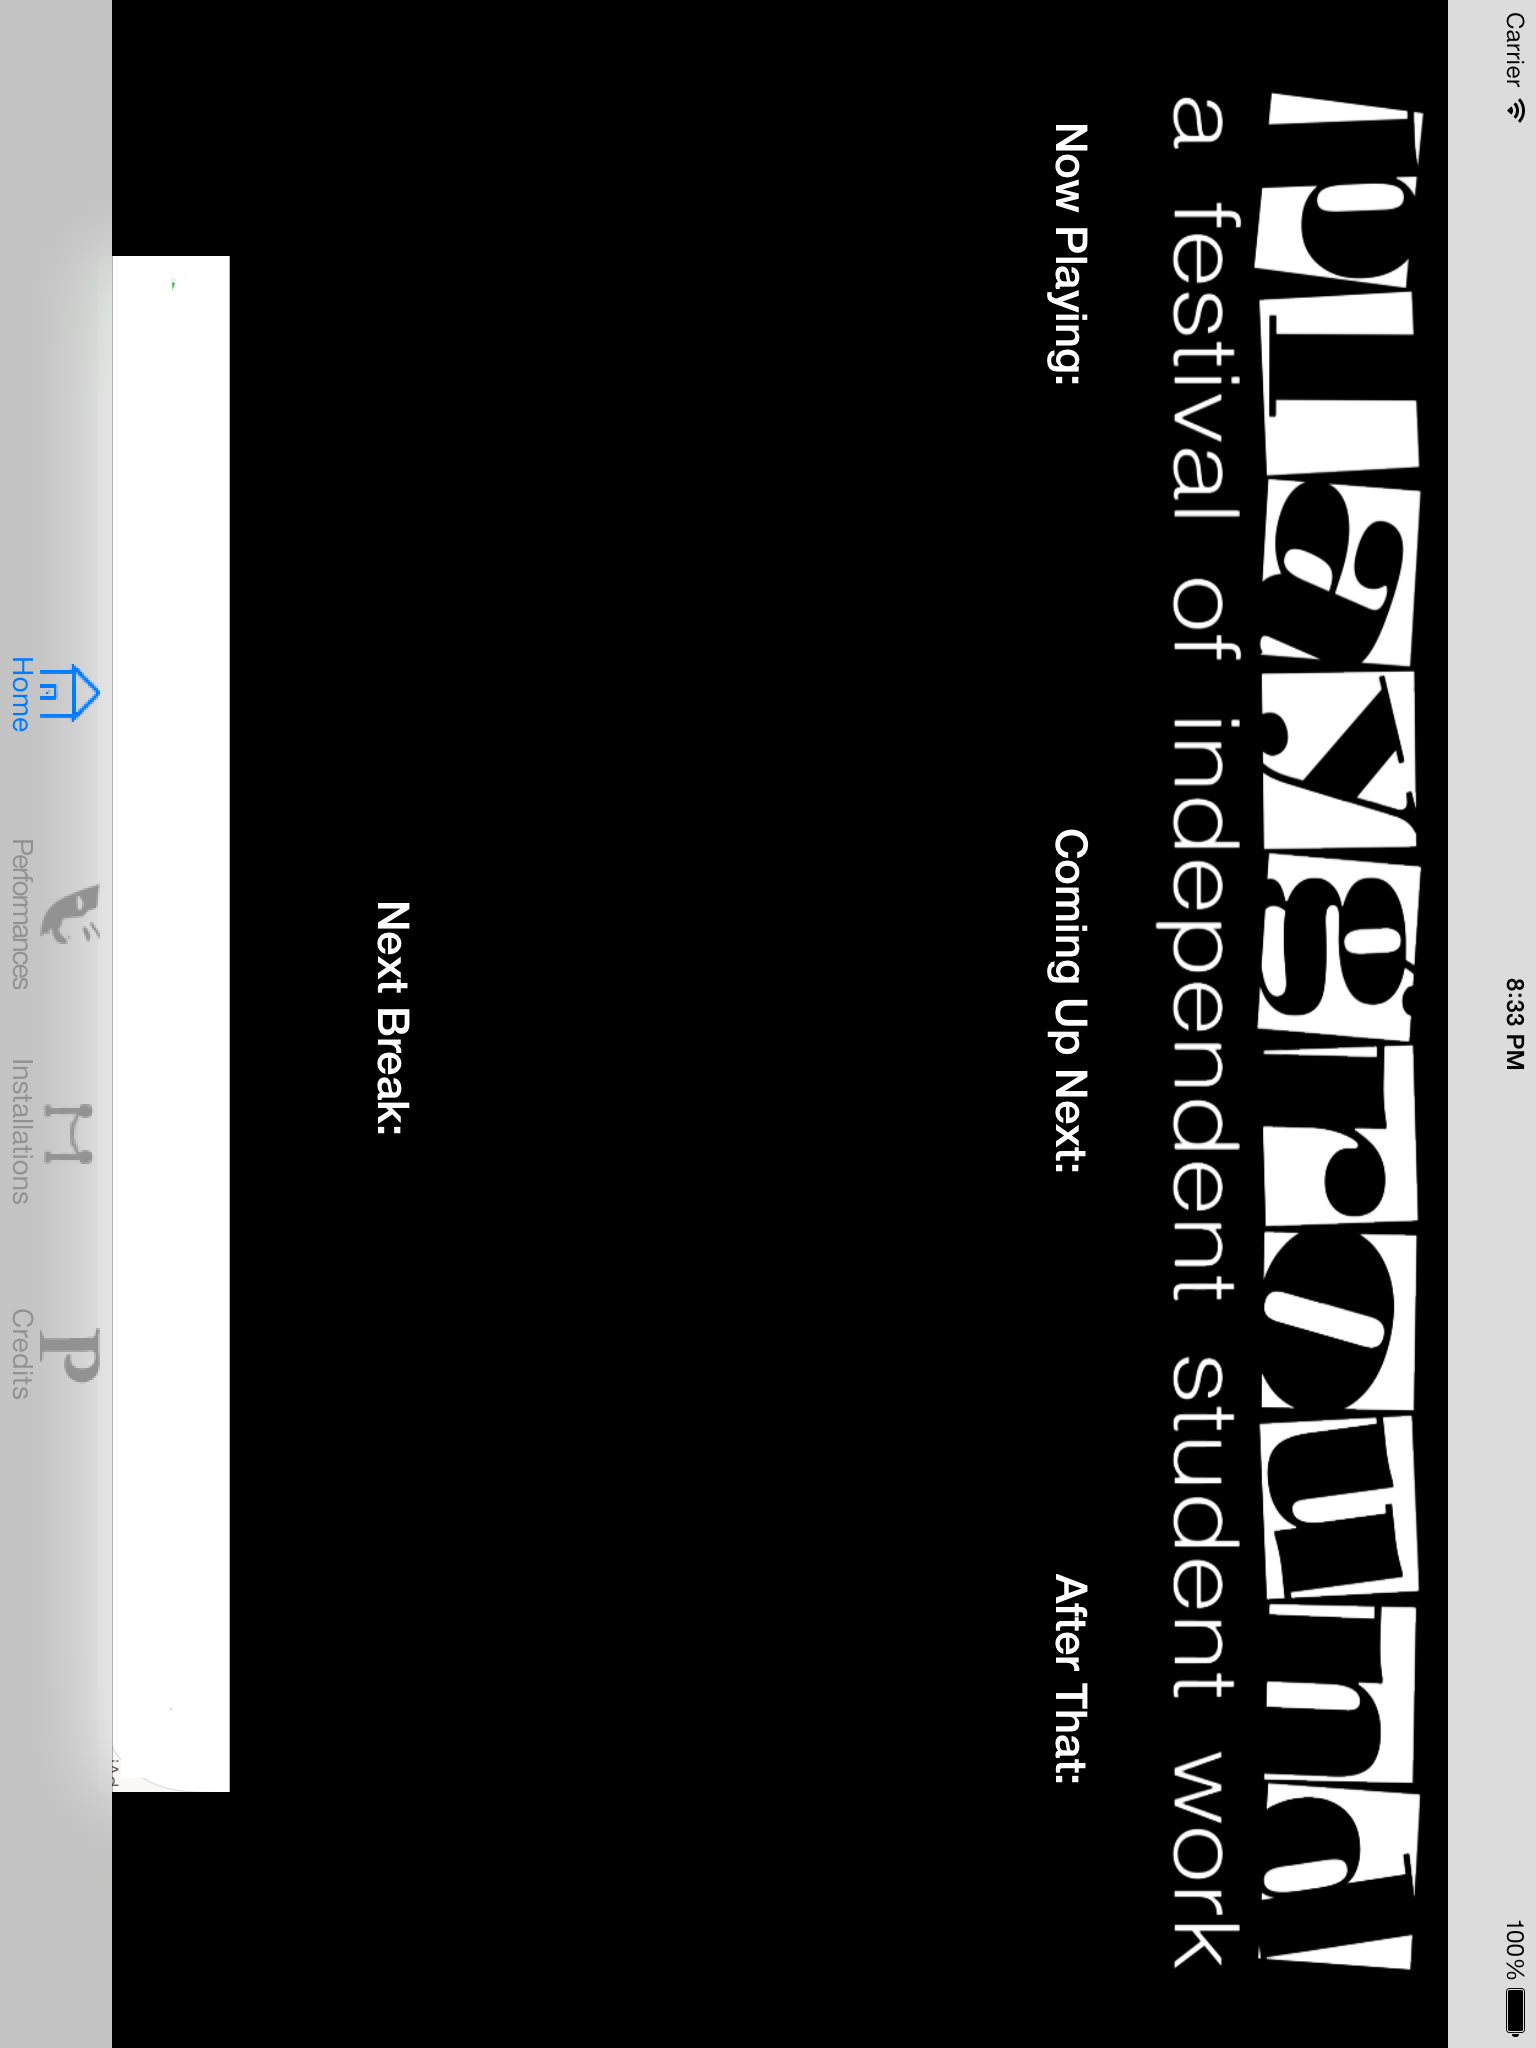 Carrier 8:33 PM 100%
playground
a festival of independent student work
Now Playing: Coming Up Next: After That:
Next Break:
iAd
Home Performances Installations Credits